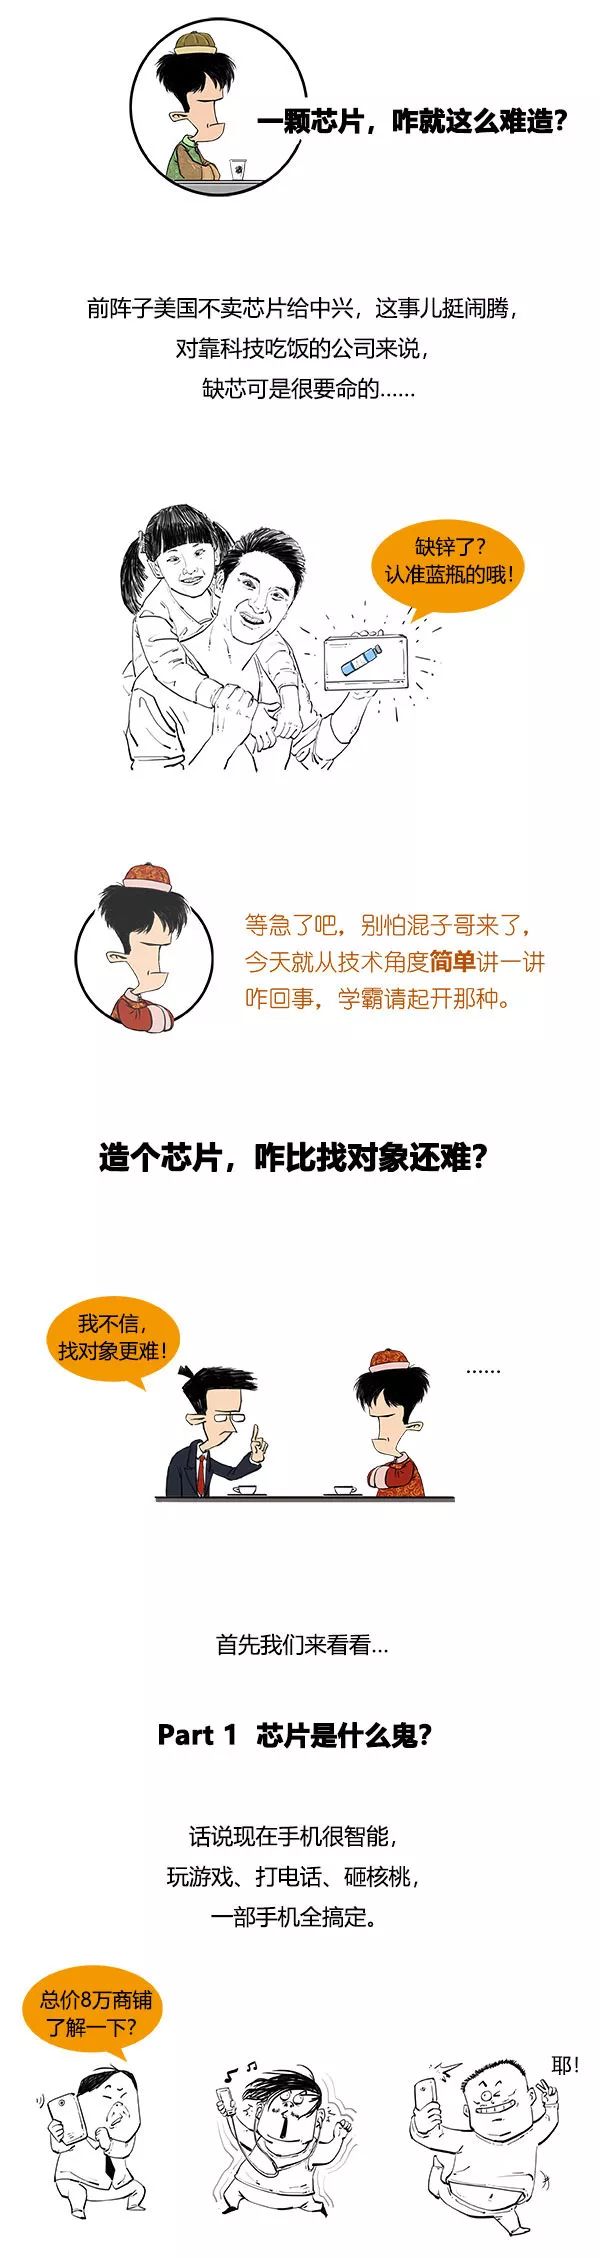 一颗芯片，咋就这么难造？
前阵子美国不卖芯片给中兴，这事儿挺闹腾，
对靠科技吃饭的公司来说，
缺芯可是很要命的……
缺锌了？
认准蓝瓶的哦！
等急了吧，别怕混子哥来了，
今天就从技术角度简单讲一讲
咋回事，学霸请起开那种。
造个芯片，咋比找对象还难？
我不信，
找对象更难！
……
首先我们来看看...
Part 1 芯片是什么鬼？
话说现在手机很智能，
玩游戏、打电话、砸核桃，
一部手机全搞定。
总价8万商铺
了解一下？
耶！